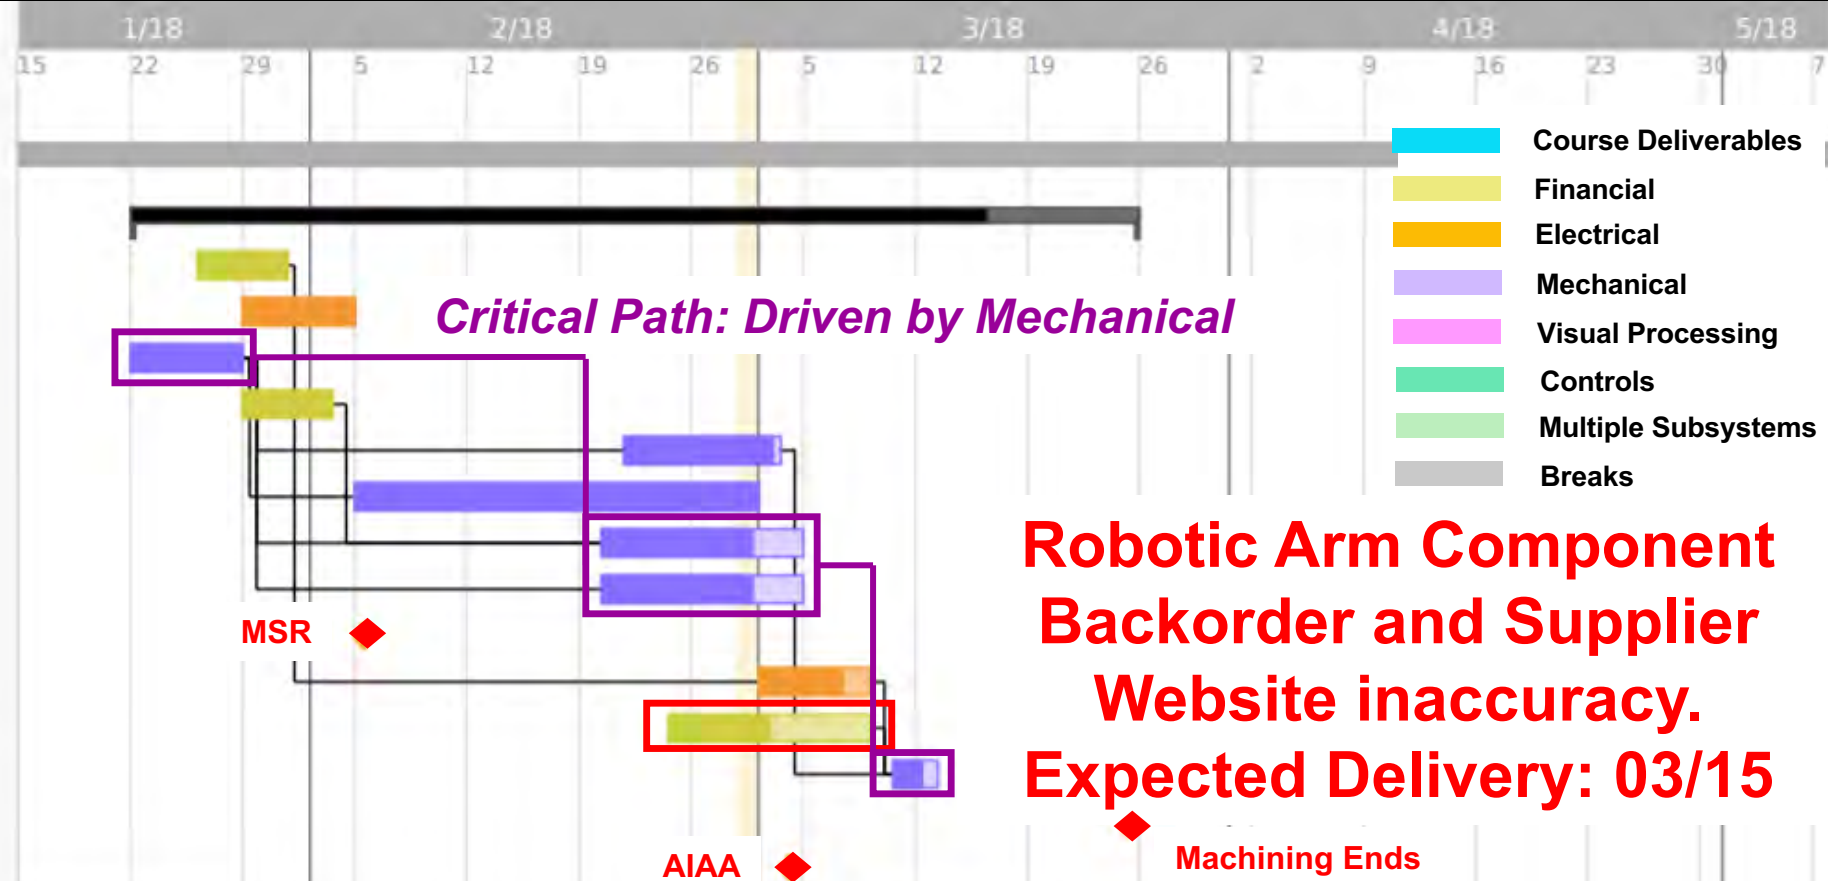 1/18 2/18 3/18 4/18 5/18
15 22 29 5 12 19 26 5 12 19 26 2 9 16 23 30 7
Course Deliverables
Financial
Electrical
Critical Path: Driven by Mechanical
Mechanical
Visual Processing
Controls
Multiple Subsystems
Breaks
Robotic Arm Component
Backorder and Supplier
Website inaccuracy.
Expected Delivery: 03/15
MSR
AIAA
Machining Ends